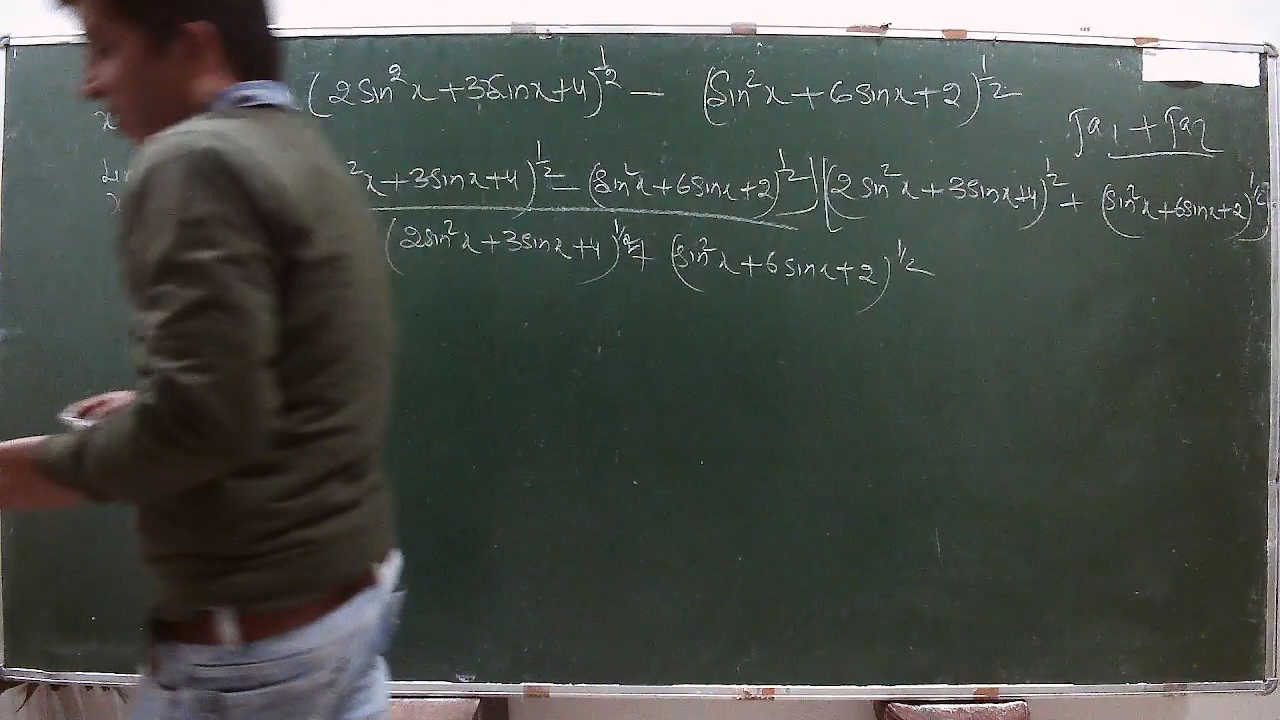 x (2sin²x+3sinx+4)^½ — (sin²x+6sinx+2)^½
√a₁ + √a₂
²x+3sinx+4)^½ — (sin²x+6sinx+2)^½)((2sin²x+3sinx+4)^½ + (sin²x+6sinx+2)^½)
(2sin²x+3sinx+4)^½ + (sin²x+6sinx+2)^½